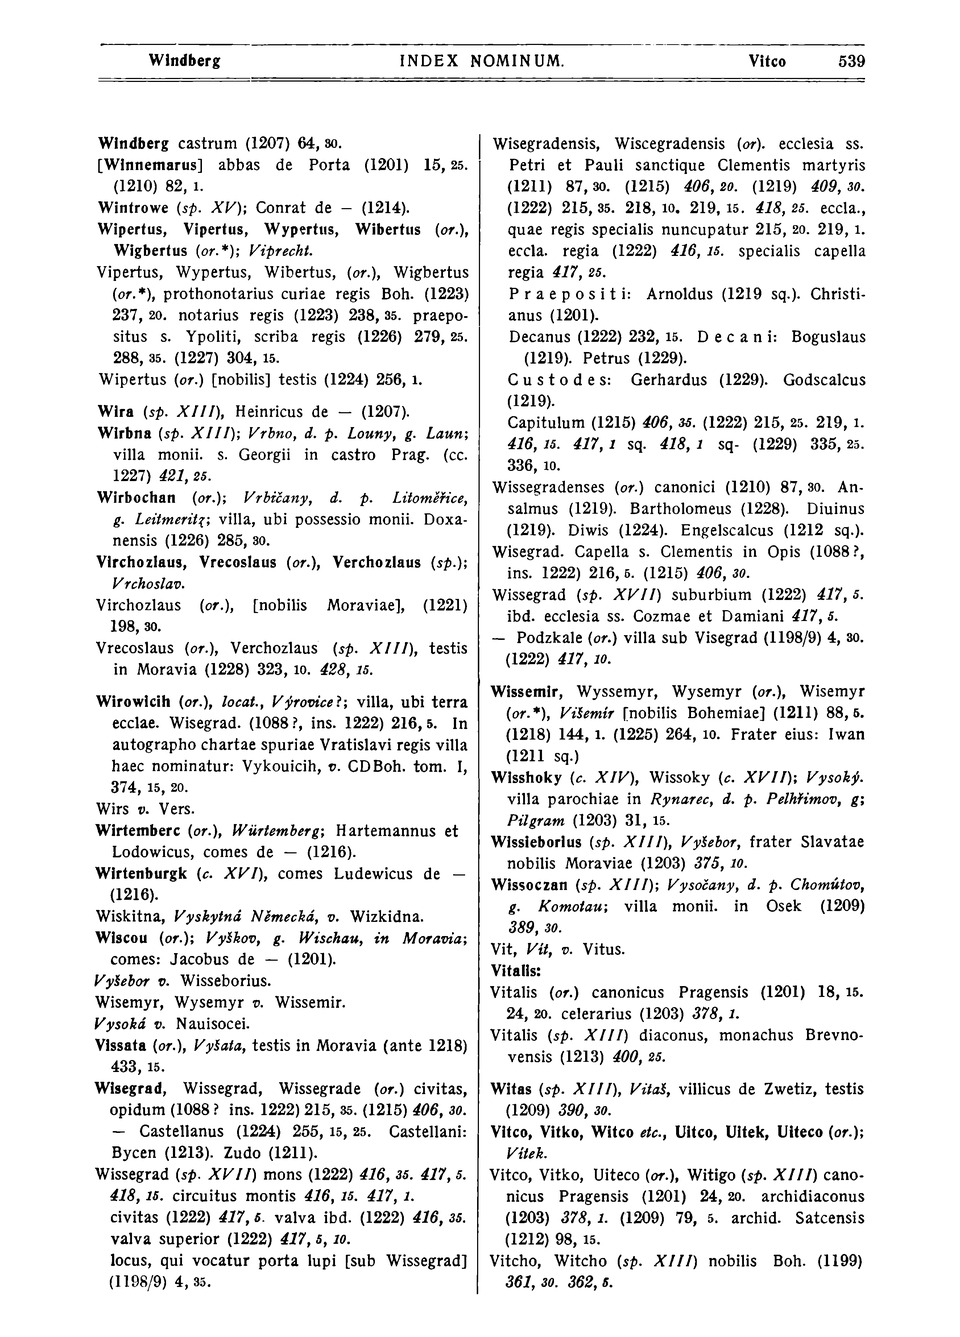 Windberg INDEX NOMINUM. Vitco 539
Windberg castrum (1207) 64, 30.
[Winnemarus] abbas de Porta (1201) 15, 25.
(1210) 82, 1.
Wintrowe (sp. XV); Conrat de — (1214).
Wipertus, Vipertus, Wypertus, Wibertus (or.),
Wigbertus (or.*); Viprecht.
Vipertus, Wypertus, Wibertus, (or.), Wigbertus
(or.*), prothonotarius curiae regis Boh. (1223)
237, 20. notarius regis (1223) 238, 35. praepo-
situs s. Ypoliti, scriba regis (1226) 279, 25.
288, 35. (1227) 304, 15.
Wipertus (or.) [nobilis] testis (1224) 256, 1.
Wira (sp. XIII), Heinricus de — (1207).
Wirbna (sp. XIII); Vrbno, d. p. Louny, g. Laun;
villa monii. s. Georgii in castro Prag. (cc.
1227) 421, 25.
Wirbochan (or.); Vrbičany, d. p. Litoměřice,
g. Leitmeritz; villa, ubi possessio monii. Doxa-
nensis (1226) 285, 30.
Virchozlaus, Vrecoslaus (or.), Verchozlaus (sp.);
Vrchoslav.
Virchozlaus (or.), [nobilis Moraviae], (1221)
198, 30.
Vrecoslaus (or.), Verchozlaus (sp. XIII), testis
in Moravia (1228) 323, 10. 428, 15.
Wirowicih (or.), locat., Výrovice?; villa, ubi terra
ecclae. Wisegrad. (1088?, ins. 1222) 216, 5. In
autographo chartae spuriae Vratislavi regis villa
haec nominatur: Vykouicih, v. CDBoh. tom. I,
374, 15, 20.
Wirs v. Vers.
Wirtemberc (or.), Würtemberg; Hartemannus et
Lodowicus, comes de — (1216).
Wirtenburgk (c. XVI), comes Ludewicus de —
(1216).
Wiskitna, Vyskytná Německá, v. Wizkidna.
Wiscou (or.); Vyškov, g. Wischau, in Moravia;
comes: Jacobus de — (1201).
Vyšebor v. Wisseborius.
Wisemyr, Wysemyr v. Wissemir.
Vysoká v. Nauisocei.
Vissata (or.), Vyšata, testis in Moravia (ante 1218)
433, 15.
Wisegrad, Wissegrad, Wissegrade (or.) civitas,
opidum (1088? ins. 1222) 215, 35. (1215) 406, 30.
— Castellanus (1224) 255, 15, 25. Castellani:
Bycen (1213). Zudo (1211).
Wissegrad (sp. XVII) mons (1222) 416, 35. 417, 5.
418, 15. circuitus montis 416, 15. 417, 1.
civitas (1222) 417, 5. valva ibd. (1222) 416, 35.
valva superior (1222) 417, 5, 10.
locus, qui vocatur porta lupi [sub Wissegrad]
(1198/9) 4, 35.
Wisegradensis, Wiscegradensis (or). ecclesia ss.
Petri et Pauli sanctique Clementis martyris
(1211) 87, 30. (1215) 406, 20. (1219) 409, 30.
(1222) 215, 35. 218, 10. 219, 15. 418, 25. eccla.,
quae regis specialis nuncupatur 215, 20. 219, 1.
eccla. regia (1222) 416, 15. specialis capella
regia 417, 25.
Praepositi: Arnoldus (1219 sq.). Christi-
anus (1201).
Decanus (1222) 232, 15. Decani: Boguslaus
(1219). Petrus (1229).
Custodes: Gerhardus (1229). Godscalcus
(1219).
Capitulum (1215) 406, 35. (1222) 215, 25. 219, 1.
416, 15. 417, 1 sq. 418, 1 sq- (1229) 335, 25.
336, 10.
Wissegradenses (or.) canonici (1210) 87, 30. An-
salmus (1219). Bartholomeus (1228). Diuinus
(1219). Diwis (1224). Engelscalcus (1212 sq.).
Wisegrad. Capella s. Clementis in Opis (1088?,
ins. 1222) 216, 5. (1215) 406, 30.
Wissegrad (sp. XVII) suburbium (1222) 417, 5.
ibd. ecclesia ss. Cozmae et Damiani 417, 5.
— Podzkale (or.) villa sub Visegrad (1198/9) 4, 30.
(1222) 417, 10.
Wissemir, Wyssemyr, Wysemyr (or.), Wisemyr
(or.*), Višemír [nobilis Bohemiae] (1211) 88, 5.
(1218) 144, 1. (1225) 264, 10. Frater eius: Iwan
(1211 sq.)
Wisshoky (c. XIV), Wissoky (c. XVII); Vysoký.
villa parochiae in Rynarec, d. p. Pelhřimov, g;
Pilgram (1203) 31, 15.
Wissieborius (sp. XIII), Vyšebor, frater Slavatae
nobilis Moraviae (1203) 375, 10.
Wissoczan (sp. XIII); Vysočany, d. p. Chomútov,
g. Komotau; villa monii. in Osek (1209)
389, 30.
Vit, Vít, v. Vitus.
Vitalis:
Vitalis (or.) canonicus Pragensis (1201) 18, 15.
24, 20. celerarius (1203) 378, 1.
Vitalis (sp. XIII) diaconus, monachus Brevno-
vensis (1213) 400, 25.
Witas (sp. XIII), Vitaš, villicus de Zwetiz, testis
(1209) 390, 30.
Vitco, Vitko, Witco etc., Uitco, Uitek, Uiteco (or.);
Vítek.
Vitco, Vitko, Uiteco (or.), Witigo (sp. XIII) cano-
nicus Pragensis (1201) 24, 20. archidiaconus
(1203) 378, 1. (1209) 79, 5. archid. Satcensis
(1212) 98, 15.
Vitcho, Witcho (sp. XIII) nobilis Boh. (1199)
361, 30. 362, 5.